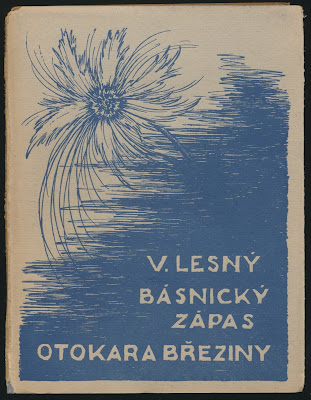 V. LESNÝ
BÁSNICKÝ
ZÁPAS
OTOKARA BŘEZINY